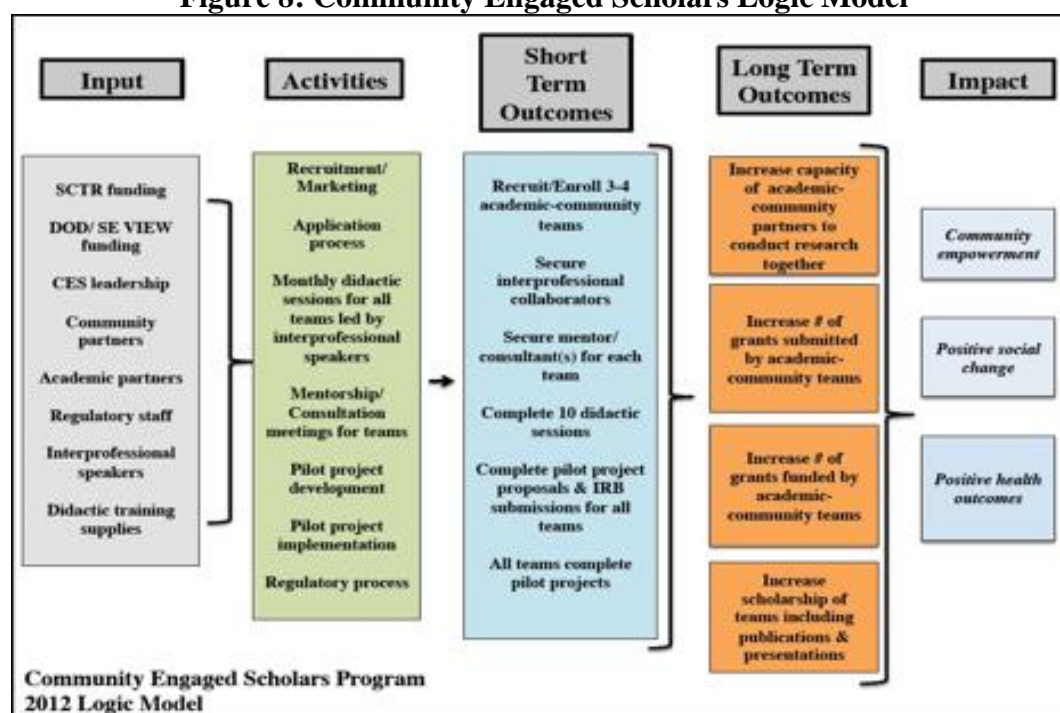 Figure 8: Community Engaged Scholars Logic Model
Input
SCTR funding
DOD/ SE VIEW
funding
CES leadership
Community
partners
Academic partners
Regulatory staff
Interprofessional
speakers
Didactic training
supplies
Activities
Recruitment/
Marketing
Application
process
Monthly didactic
sessions for all
teams led by
interprofessional
speakers
Mentorship/
Consultation
meetings for teams
Pilot project
development
Pilot project
implementation
Regulatory process
Short
Term
Outcomes
Recruit/Enroll 3-4
academic-community
teams
Secure
interprofessional
collaborators
Secure mentor/
consultant(s) for each
team
Complete 10 didactic
sessions
Complete pilot project
proposals & IRB
submissions for all
teams
All teams complete
pilot projects
Long Term
Outcomes
Increase capacity
of academic-
community
partners to
conduct research
together
Increase # of
grants submitted
by academic-
community teams
Increase # of
grants funded by
academic-
community teams
Increase
scholarship of
teams including
publications &
presentations
Impact
Community
empowerment
Positive social
change
Positive health
outcomes
Community Engaged Scholars Program
2012 Logic Model